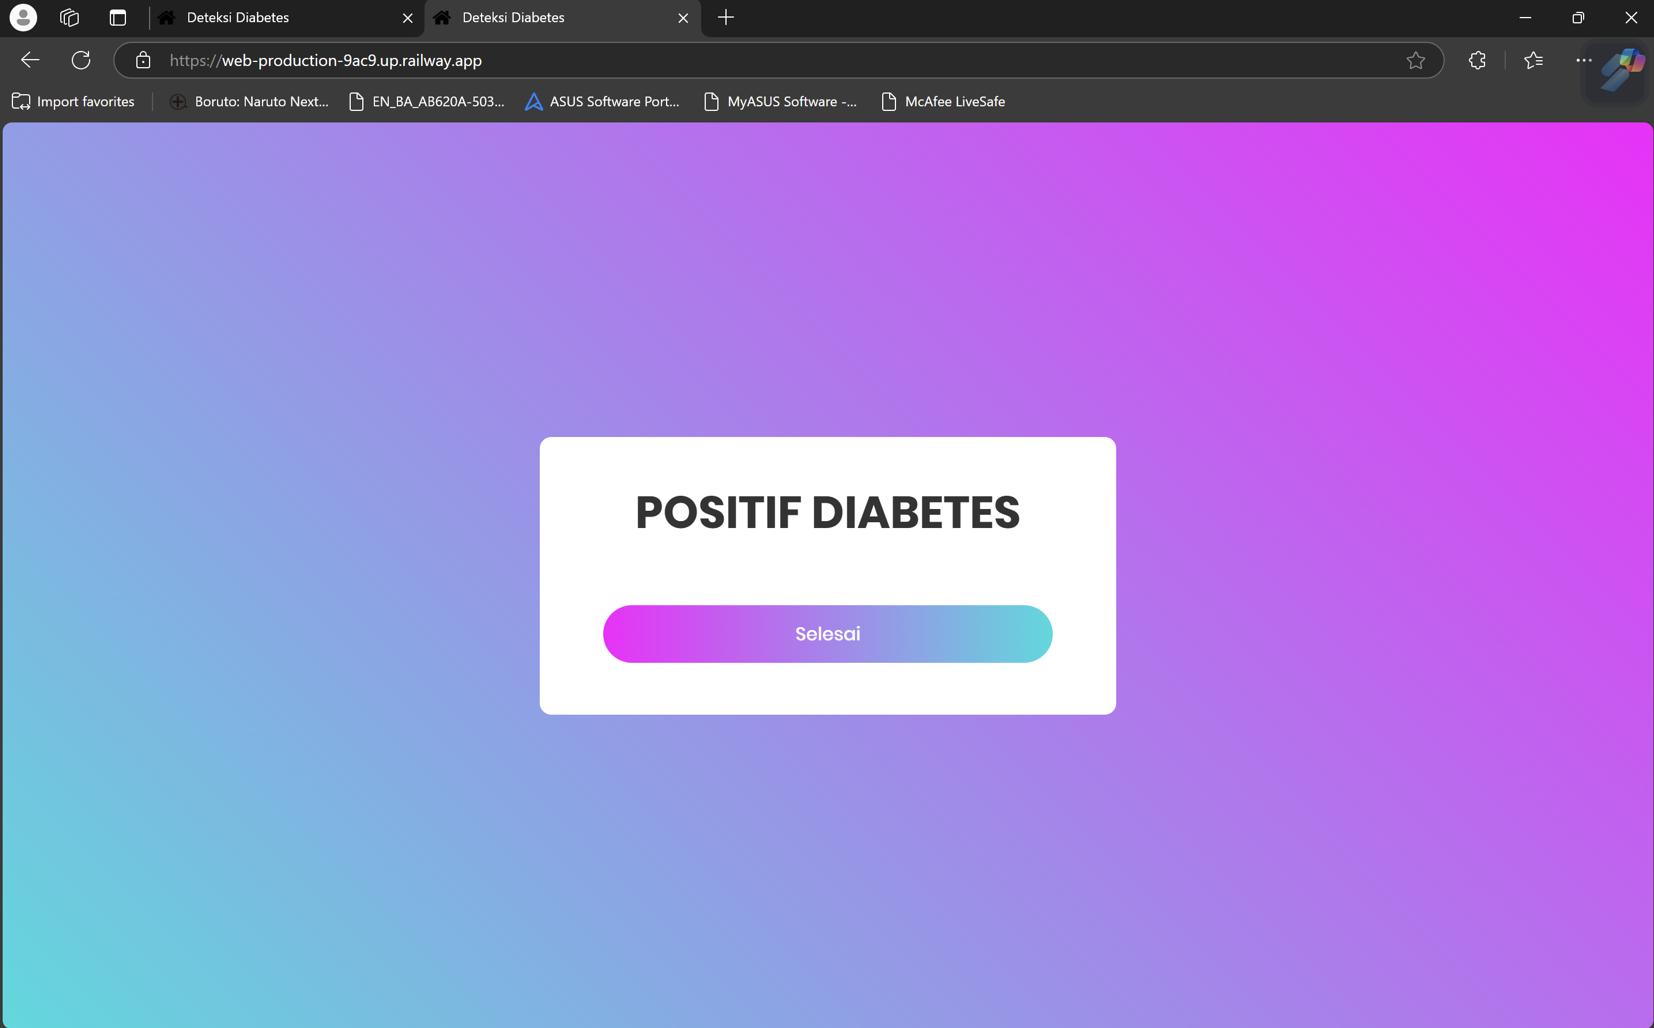 Deteksi Diabetes
Deteksi Diabetes
https://web-production-9ac9.up.railway.app
Import favorites
Boruto: Naruto Next...
EN_BA_AB620A-503...
ASUS Software Port...
MyASUS Software -...
McAfee LiveSafe
POSITIF DIABETES
Selesai